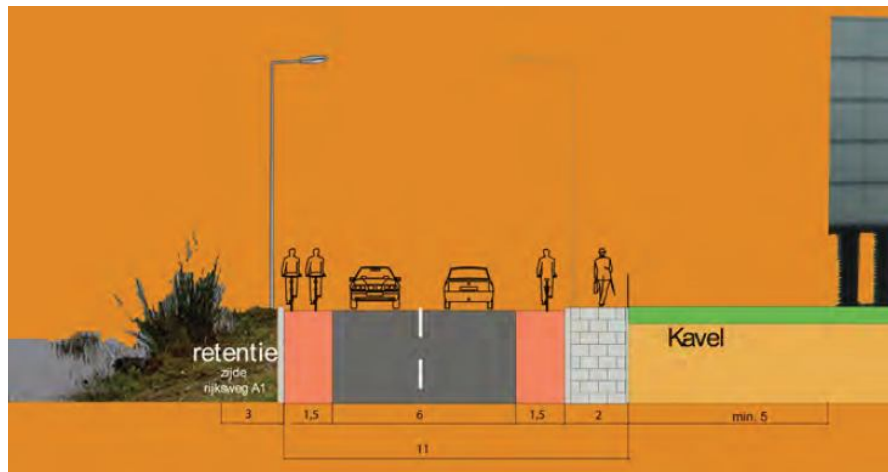 retentie
zijde
rijksweg A1
Kavel
3
1,5
6
1,5
2
min. 5
11